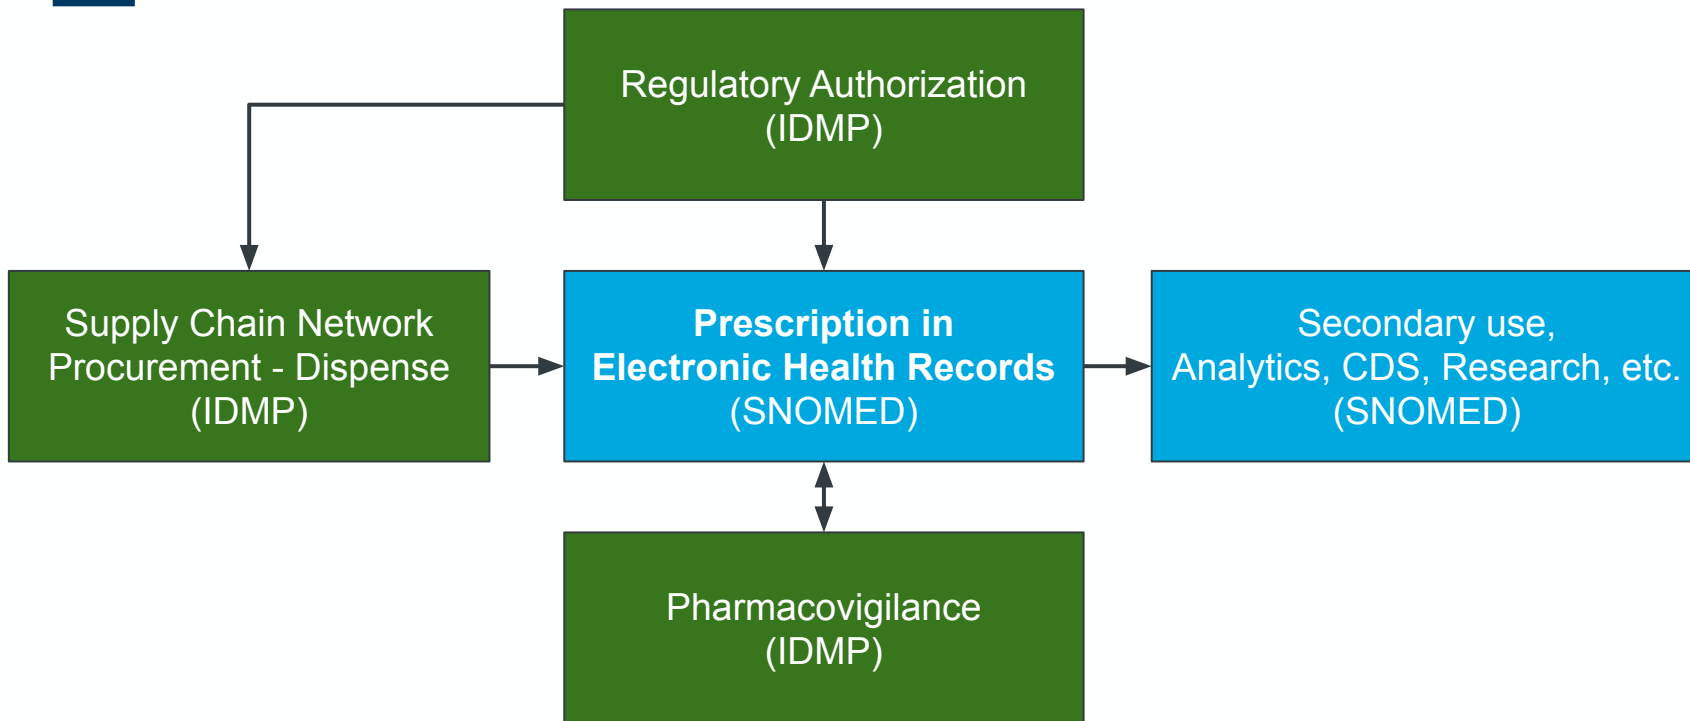 Regulatory Authorization
(IDMP)
Supply Chain Network
Procurement - Dispense
(IDMP)
Prescription in
Electronic Health Records
(SNOMED)
Secondary use,
Analytics, CDS, Research, etc.
(SNOMED)
Pharmacovigilance
(IDMP)